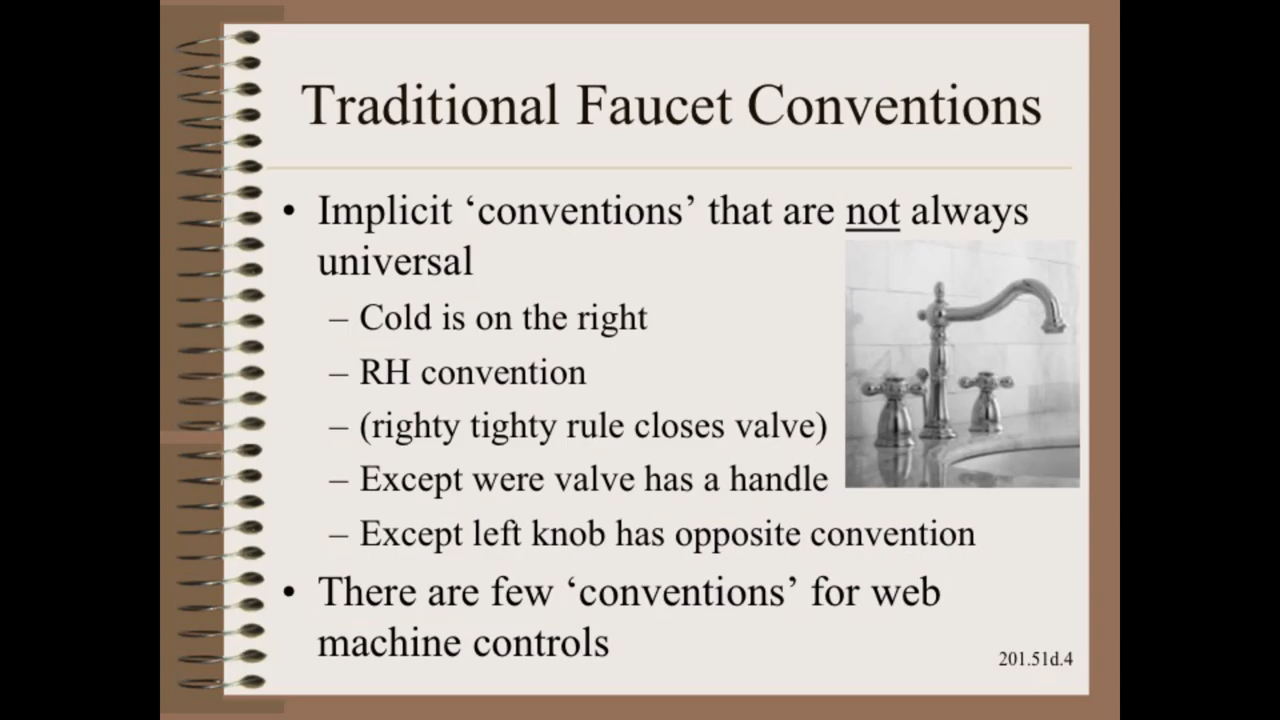 Traditional Faucet Conventions
• Implicit ‘conventions’ that are not always
universal
– Cold is on the right
– RH convention
– (righty tighty rule closes valve)
– Except were valve has a handle
– Except left knob has opposite convention
• There are few ‘conventions’ for web
machine controls
201.51d.4